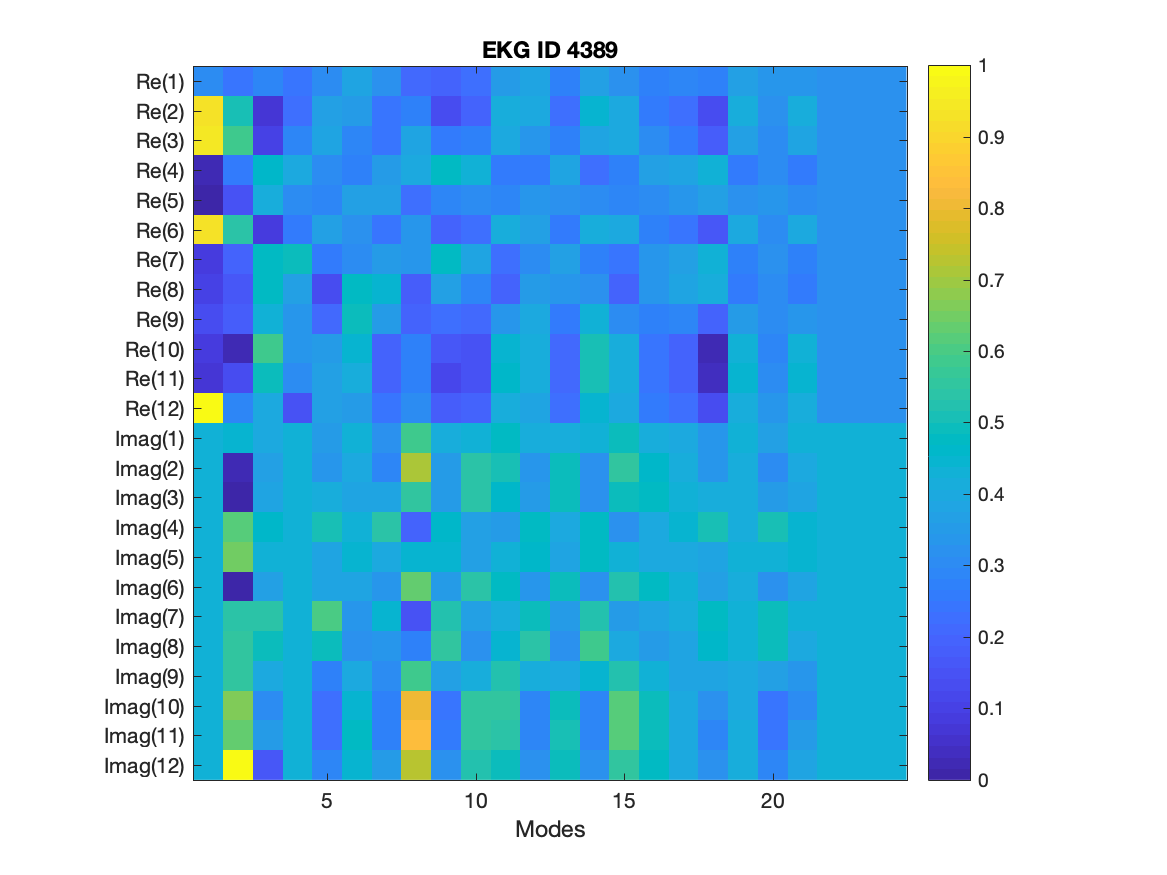 EKG ID 4389
Re(1)
Re(2)
Re(3)
Re(4)
Re(5)
Re(6)
Re(7)
Re(8)
Re(9)
Re(10)
Re(11)
Re(12)
Imag(1)
Imag(2)
Imag(3)
Imag(4)
Imag(5)
Imag(6)
Imag(7)
Imag(8)
Imag(9)
Imag(10)
Imag(11)
Imag(12)
5 10 15 20
Modes
1
0.9
0.8
0.7
0.6
0.5
0.4
0.3
0.2
0.1
0